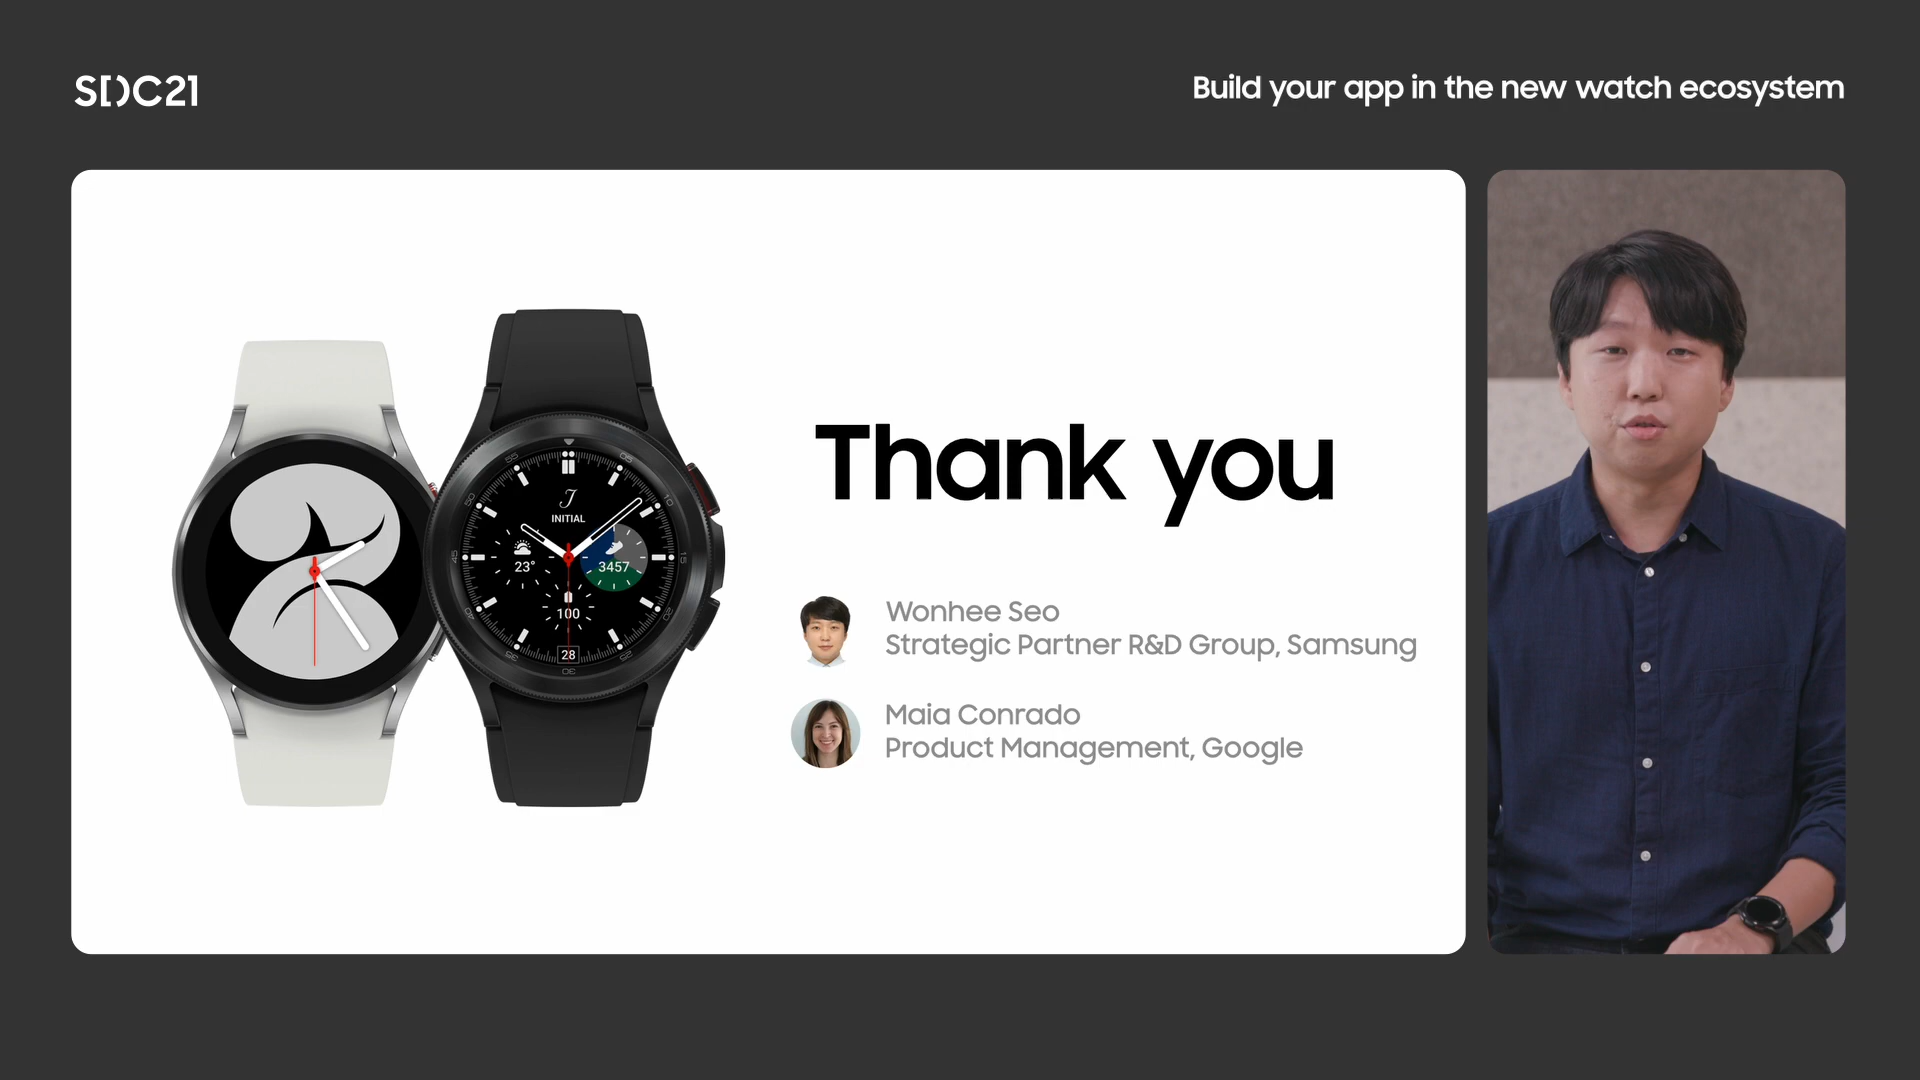 SDC21
Build your app in the new watch ecosystem
Thank you
INITIAL
23°
3457
100
28
Wonhee Seo
Strategic Partner R&D Group, Samsung
Maia Conrado
Product Management, Google